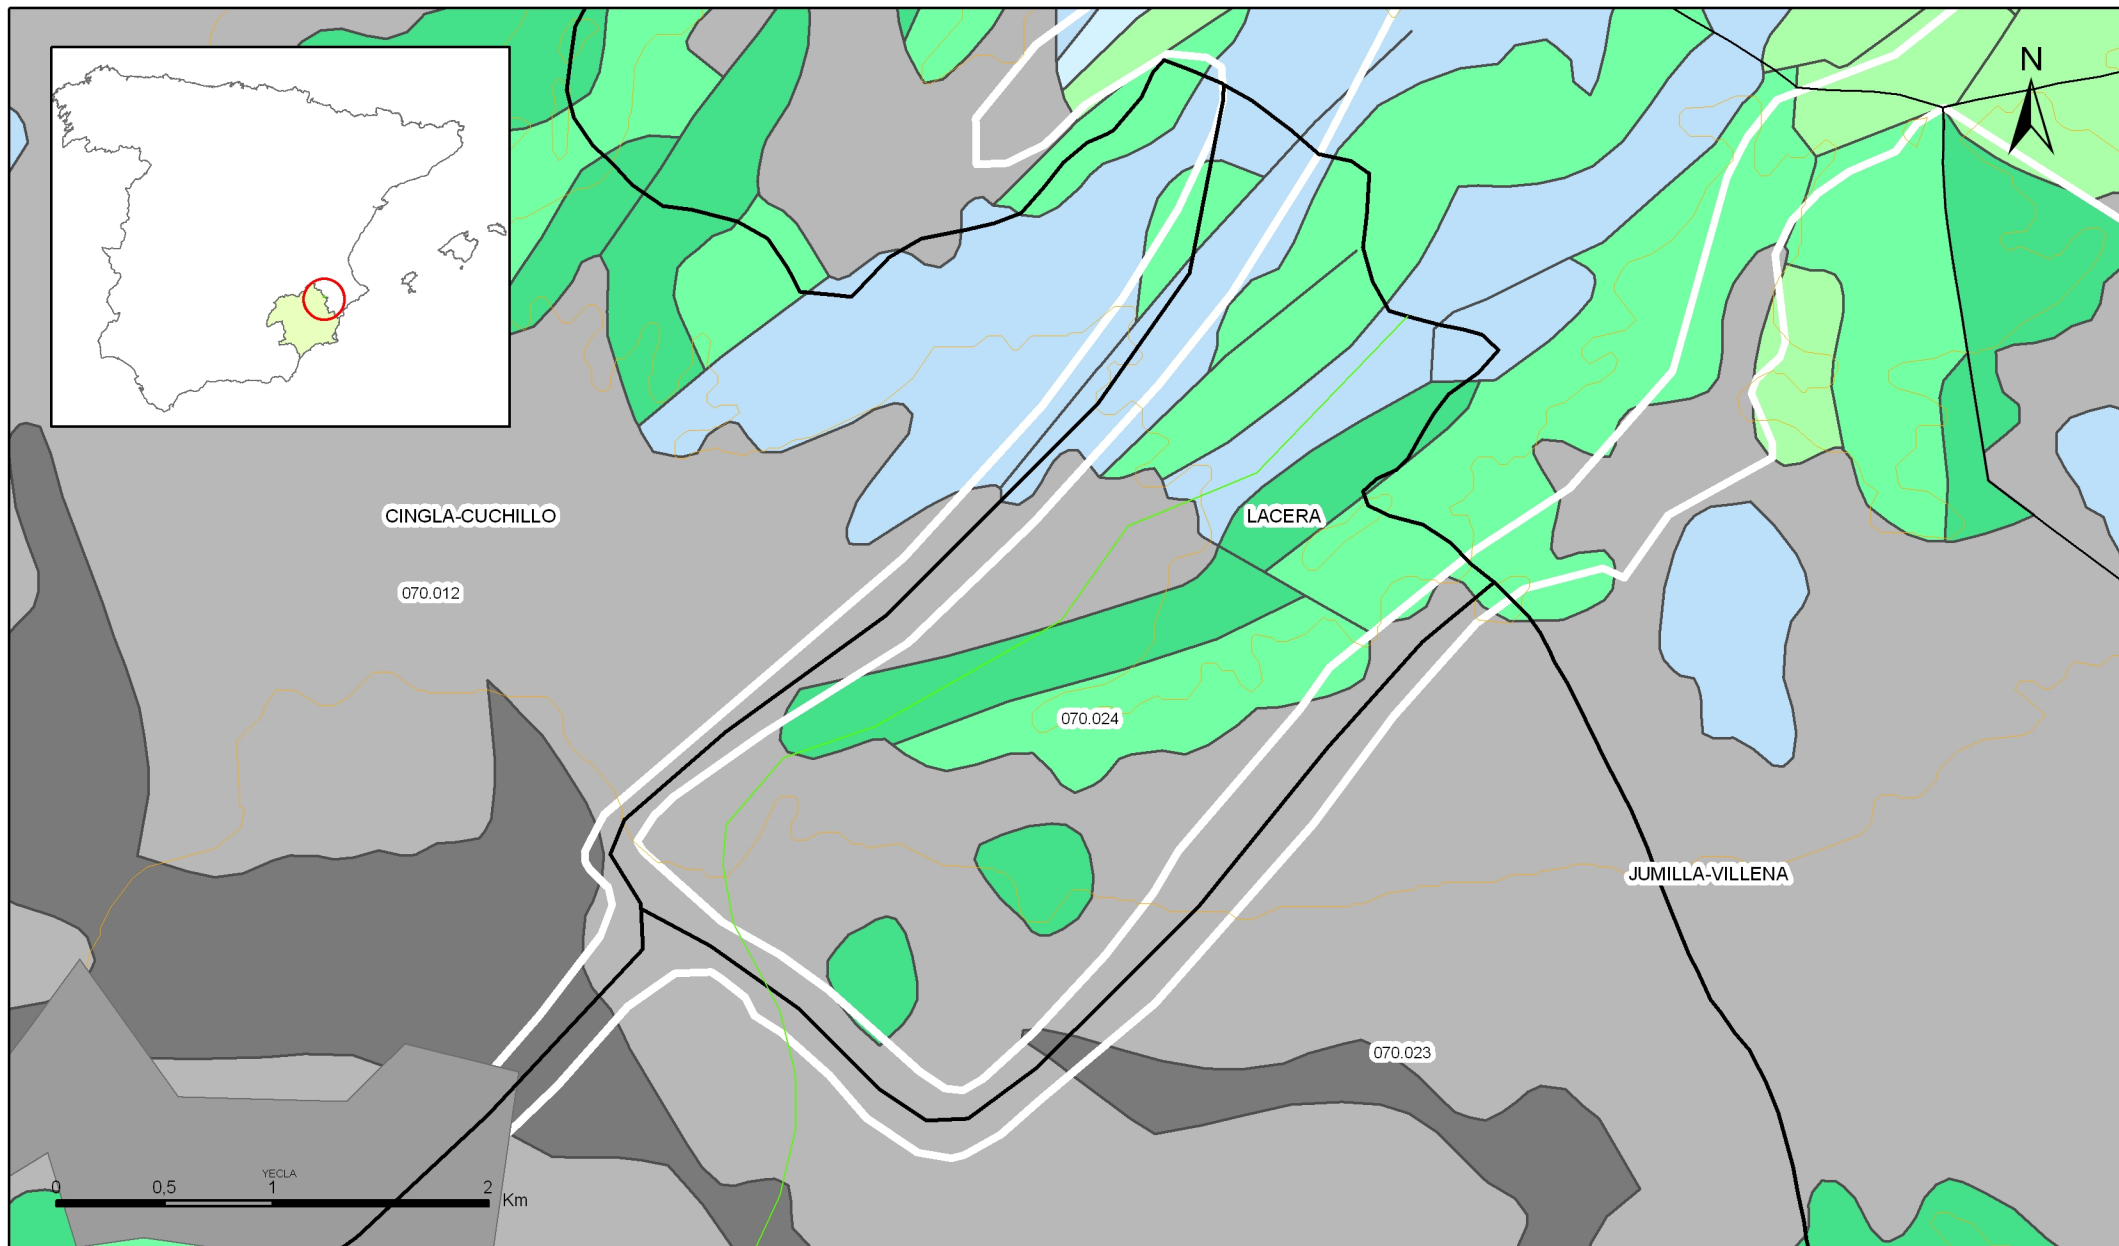 N
CINGLA-CUCHILLO
LACERA
070.012
070.024
JUMILLA-VILLENA
070.023
YECLA
0 0,5 1 2 Km